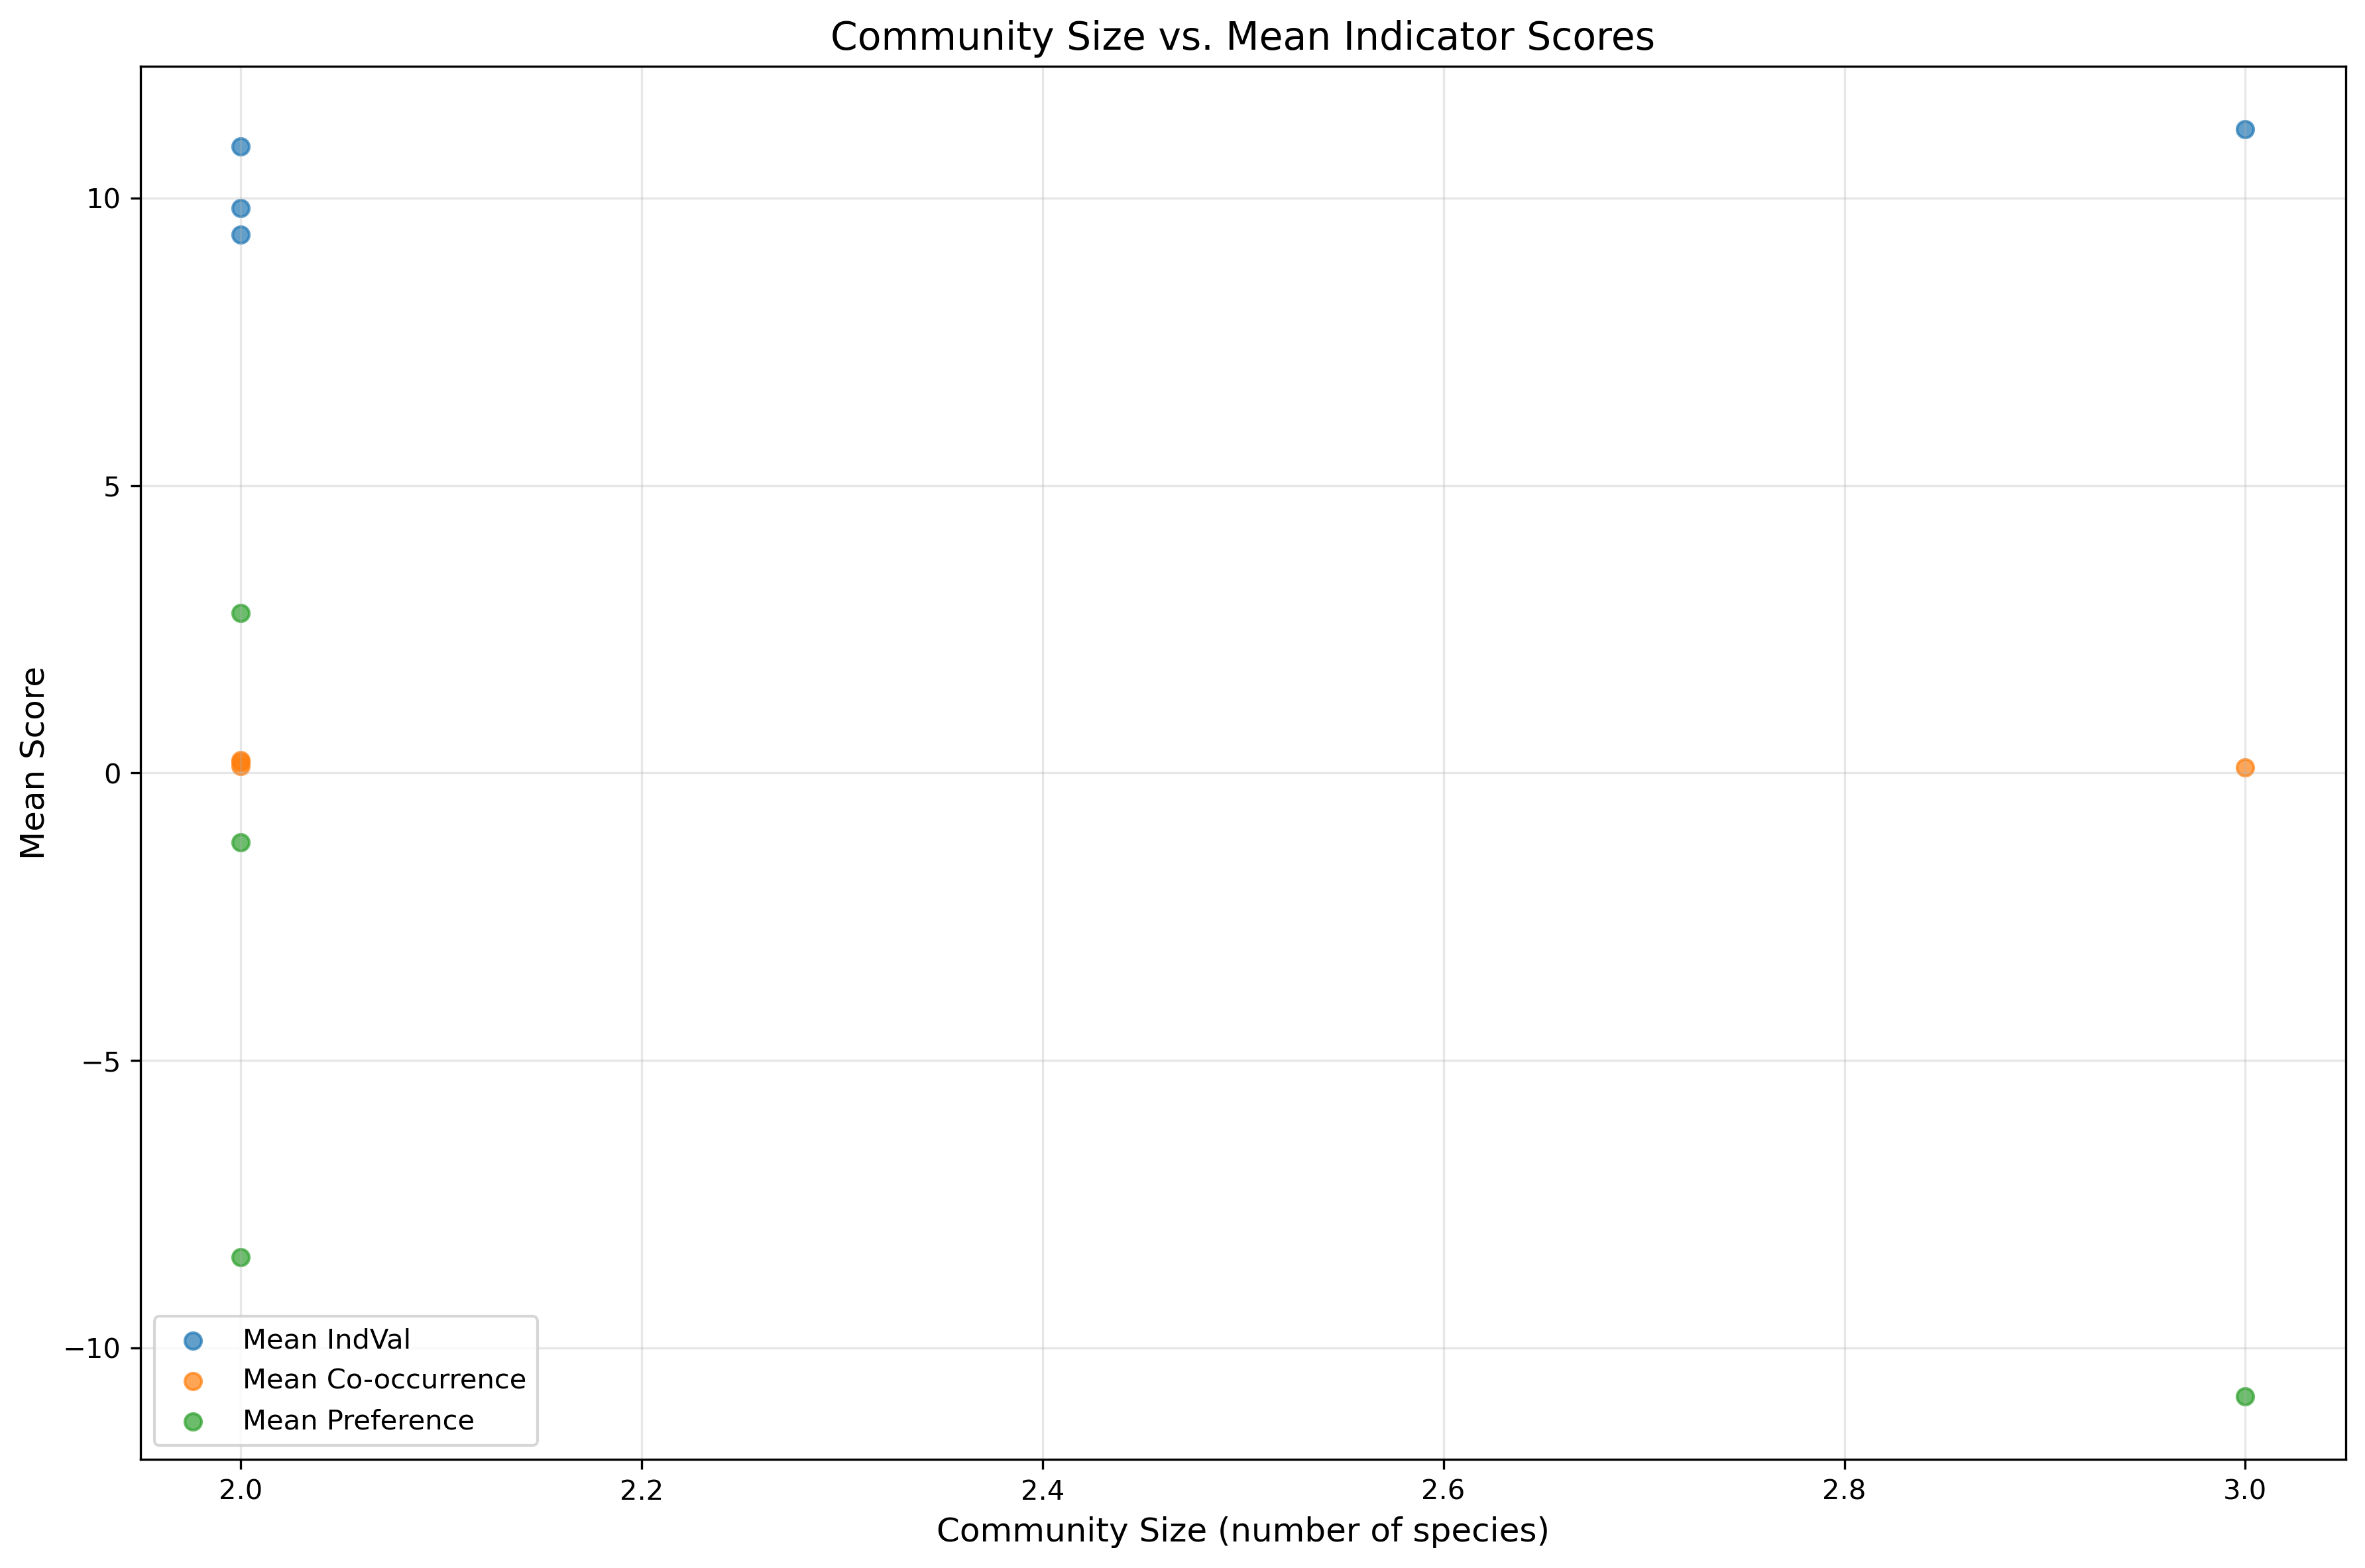 Community Size vs. Mean Indicator Scores
Mean Score
10
5
0
−5
−10
Mean IndVal
Mean Co-occurrence
Mean Preference
2.0 2.2 2.4 2.6 2.8 3.0
Community Size (number of species)